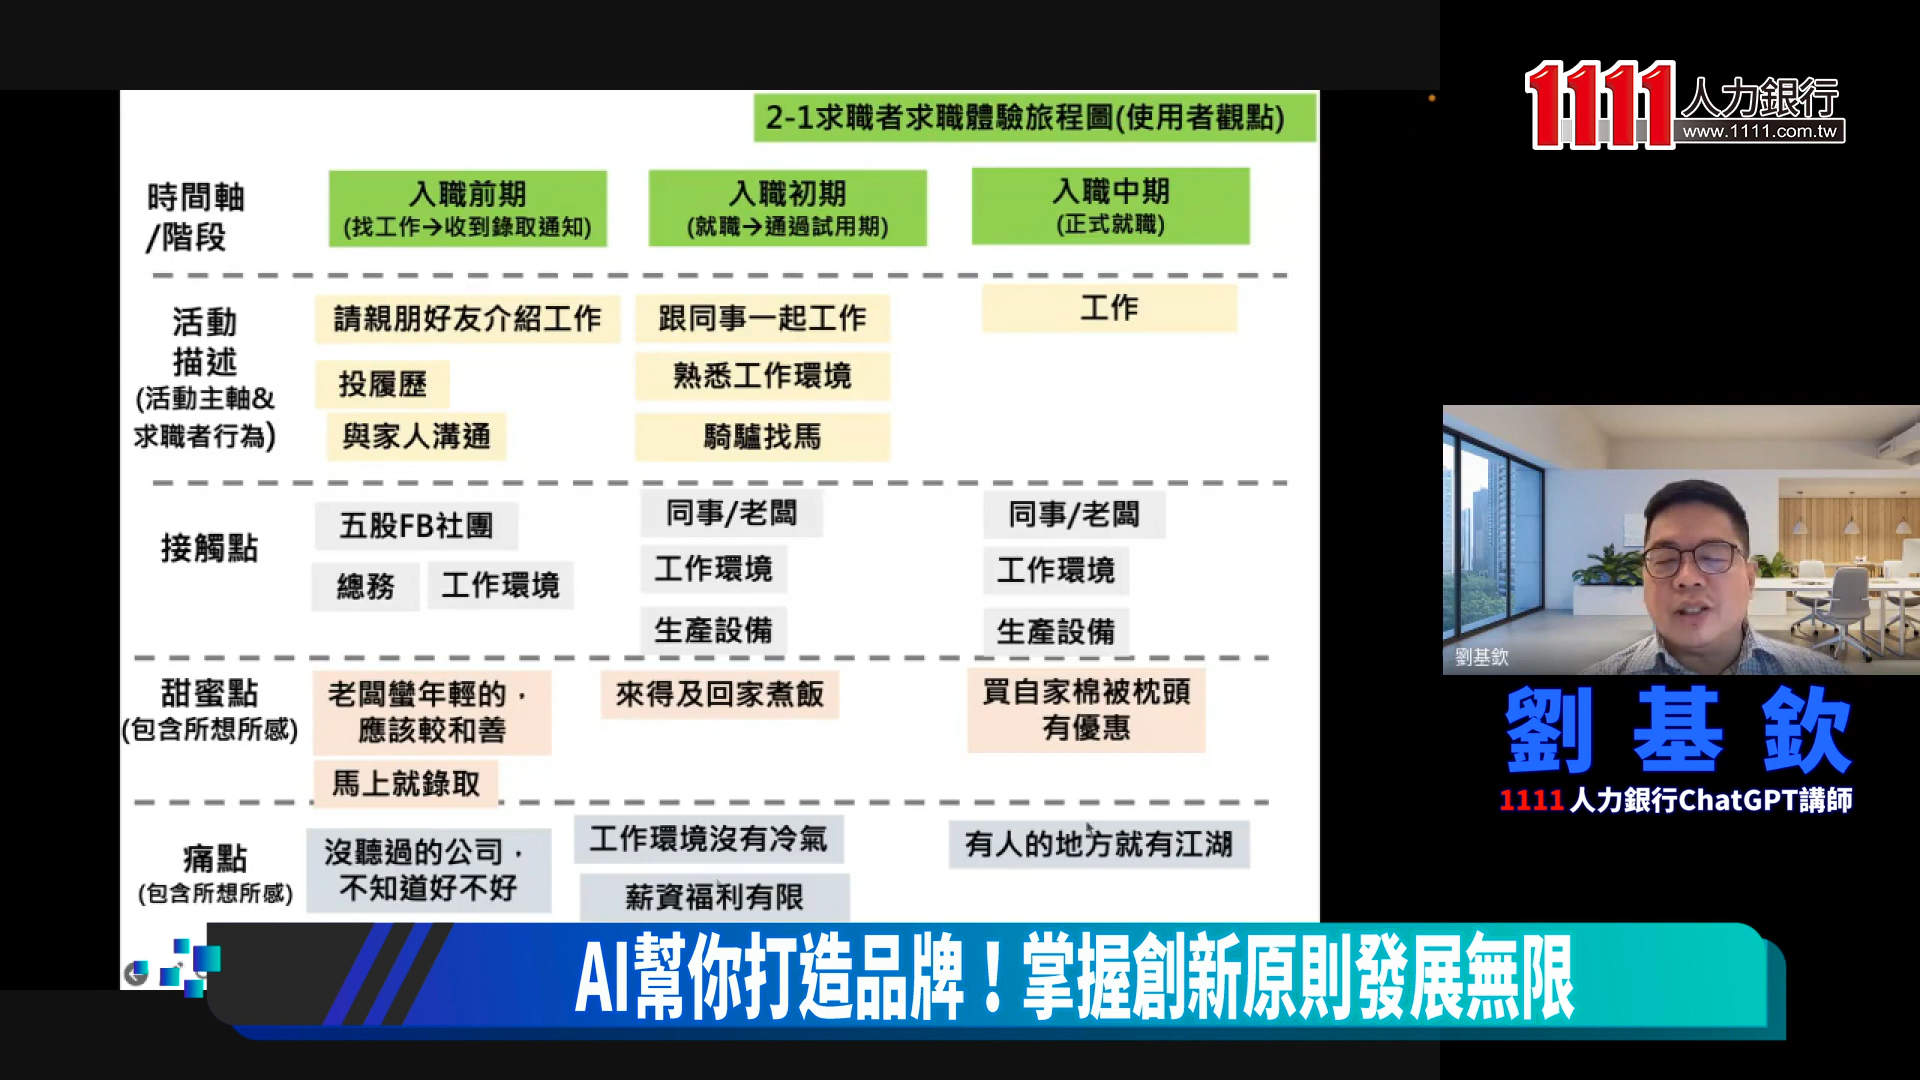 2-1求職者求職體驗旅程圖(使用者觀點)
時間軸
/階段
入職前期
(找工作→收到錄取通知)
入職初期
(就職→通過試用期)
入職中期
(正式就職)
活動
描述
(活動主軸&
求職者行為)
請親朋好友介紹工作
投履歷
與家人溝通
跟同事一起工作
熟悉工作環境
騎驢找馬
工作
接觸點
五股FB社團
總務
工作環境
同事/老闆
工作環境
生產設備
同事/老闆
工作環境
生產設備
甜蜜點
(包含所想所感)
老闆蠻年輕的，
應該較和善
馬上就錄取
來得及回家煮飯
買自家棉被枕頭
有優惠
痛點
(包含所想所感)
沒聽過的公司，
不知道好不好
工作環境沒有冷氣
薪資福利有限
有人的地方就有江湖
1111人力銀行
www.1111.com.tw
劉基欽
劉基欽
1111人力銀行ChatGPT講師
AI幫你打造品牌！掌握創新原則發展無限